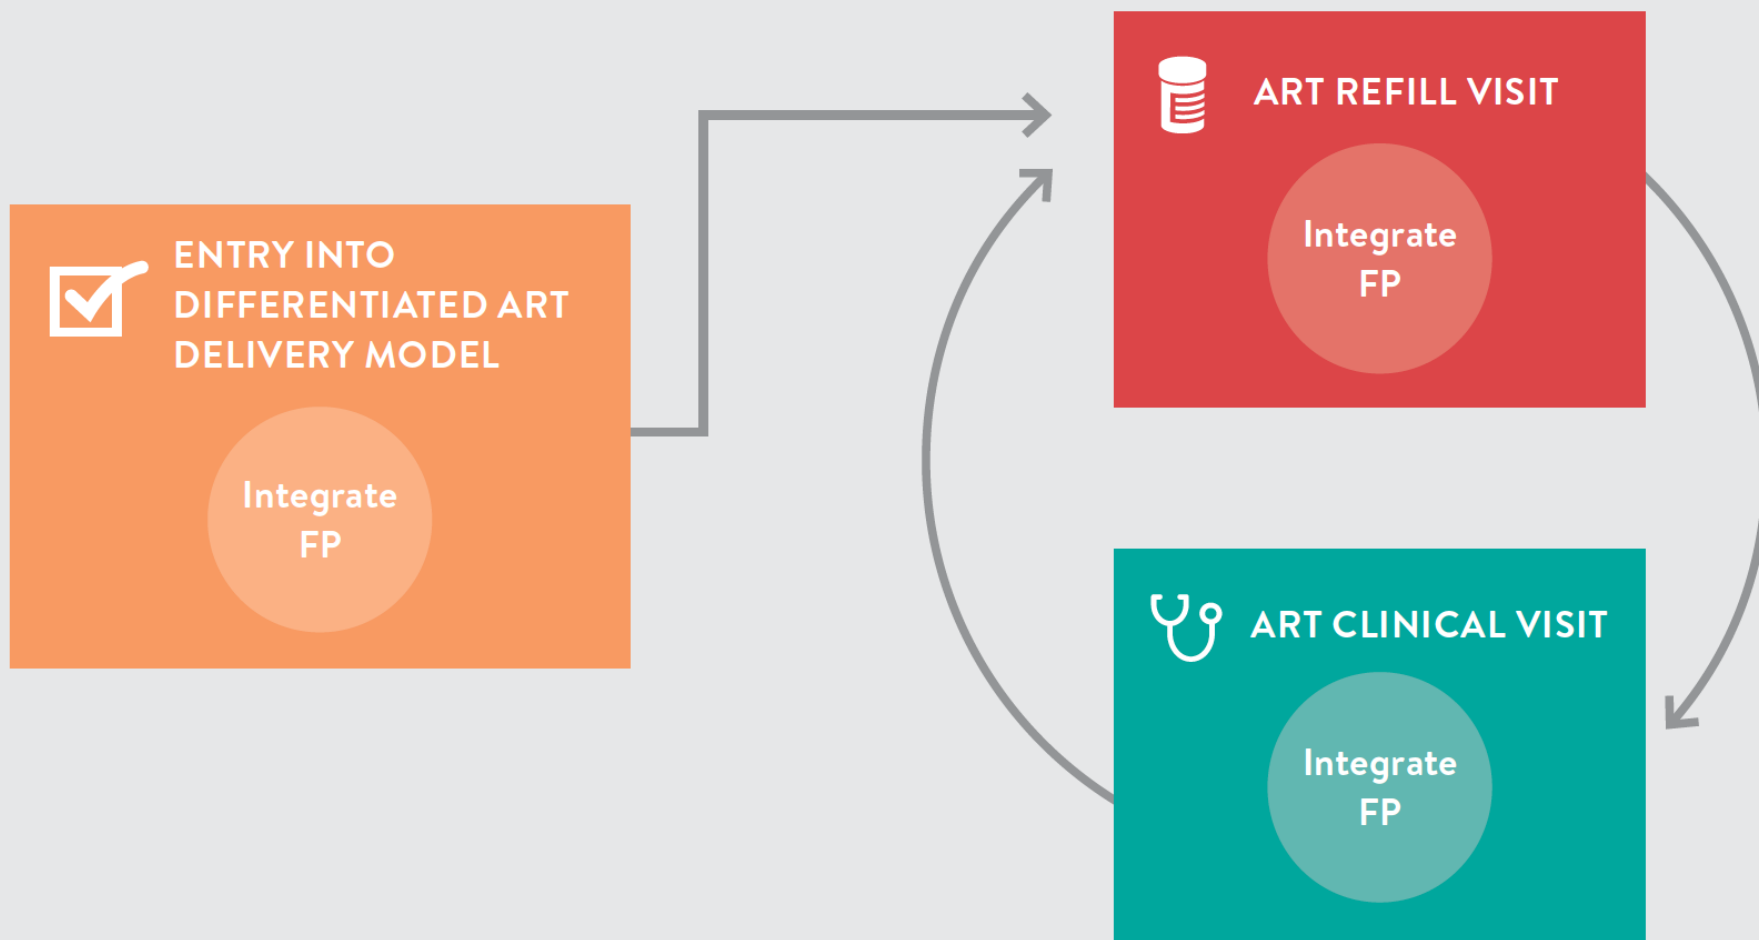 ENTRY INTO
DIFFERENTIATED ART
DELIVERY MODEL
Integrate
FP
ART REFILL VISIT
Integrate
FP
ART CLINICAL VISIT
Integrate
FP